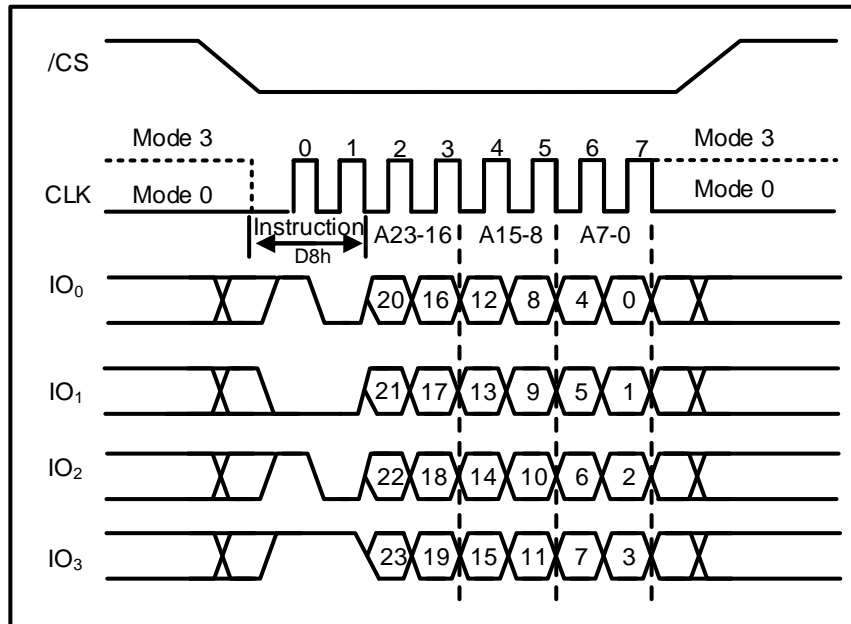 /CS
Mode 3 0 1 2 3 4 5 6 7 Mode 3
CLK Mode 0 Mode 0
Instruction A23-16 A15-8 A7-0
D8h
IO0 20 16 12 8 4 0
IO1 21 17 13 9 5 1
IO2 22 18 14 10 6 2
IO3 23 19 15 11 7 3